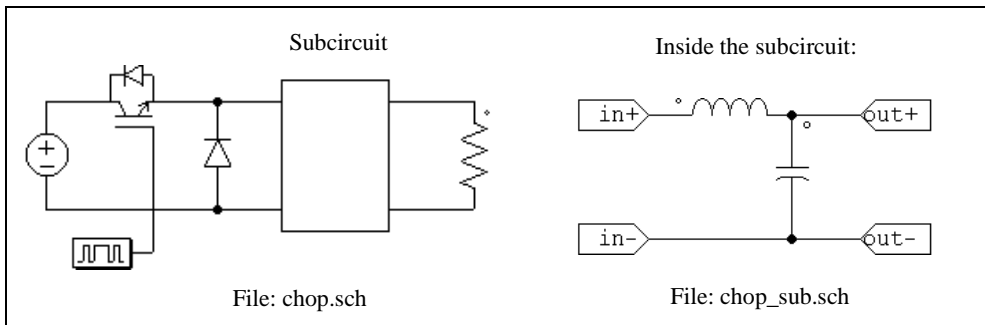 Subcircuit
File: chop.sch
Inside the subcircuit:
in+
out+
in-
out-
File: chop_sub.sch